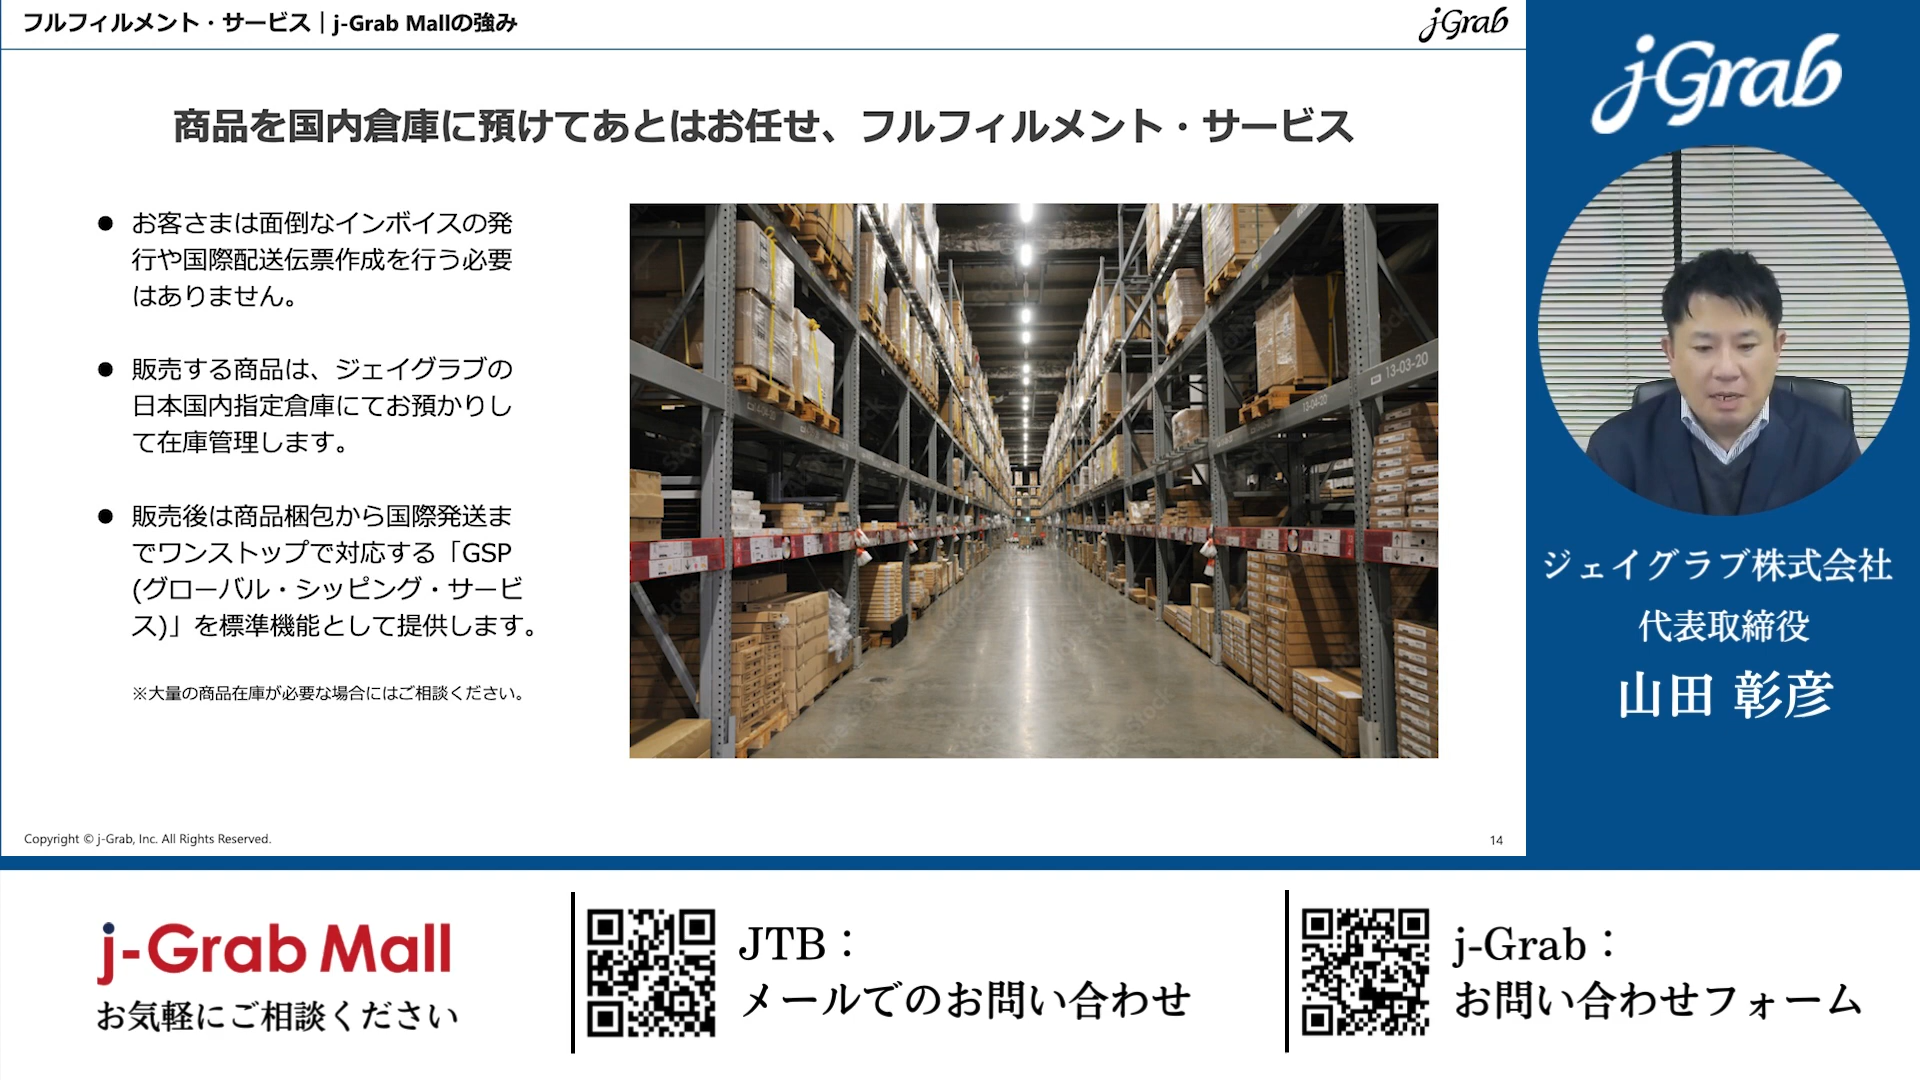 フルフィルメント・サービス｜j-Grab Mallの強み
j-Grab
商品を国内倉庫に預けてあとはお任せ、フルフィルメント・サービス
● お客さまは面倒なインボイスの発
行や国際配送伝票作成を行う必要
はありません。
● 販売する商品は、ジェイグラブの
日本国内指定倉庫にてお預かりし
て在庫管理します。
● 販売後は商品梱包から国際発送ま
でワンストップで対応する「GSP
(グローバル・シッピング・サービ
ス)」を標準機能として提供します。
※大量の商品在庫が必要な場合にはご相談ください。
13-03-20
13-04-20
Copyright © j-Grab, Inc. All Rights Reserved.
14
j-Grab
ジェイグラブ株式会社
代表取締役
山田 彰彦
j-Grab Mall
お気軽にご相談ください
JTB：
メールでのお問い合わせ
j-Grab：
お問い合わせフォーム